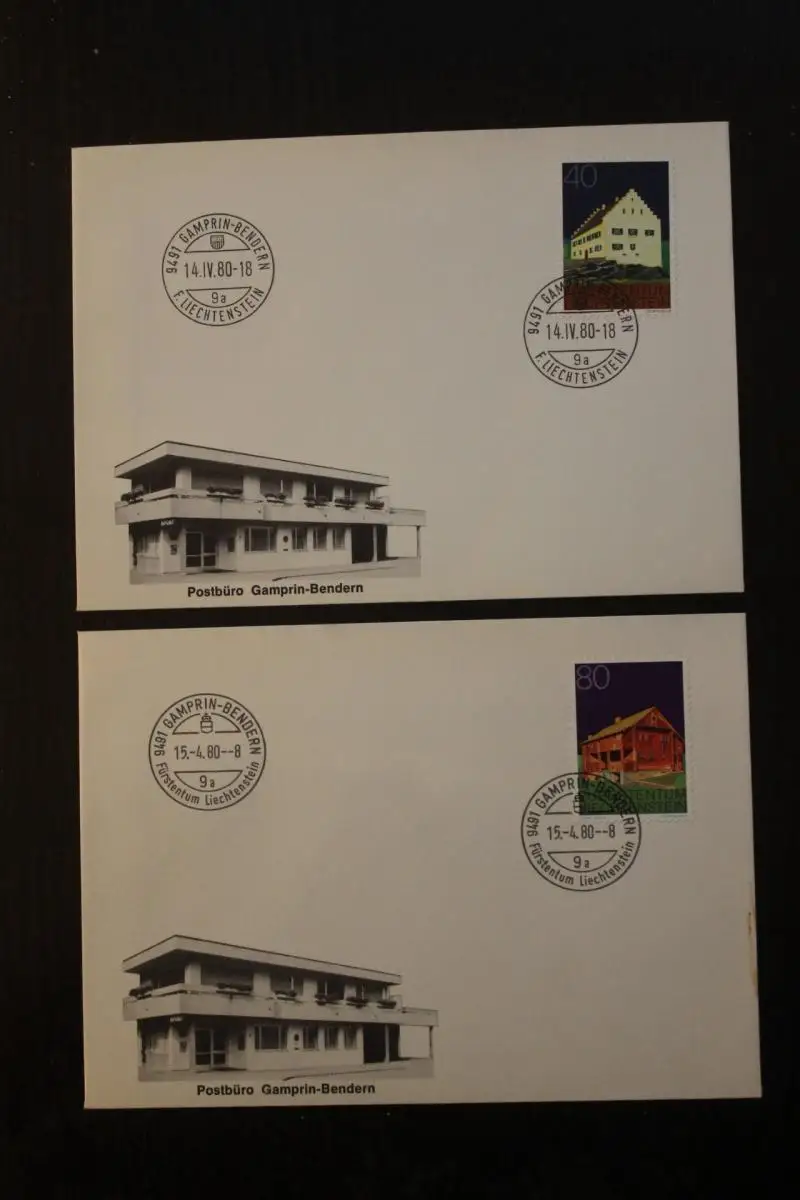 40
9491 GAMPRIN-BENDERN
14.IV.80-18
9a
F. LIECHTENSTEIN
9491 GAMPRIN-BENDERN
14.IV.80-18
9a
F. LIECHTENSTEIN
Postbüro Gamprin-Bendern
80
9491 GAMPRIN-BENDERN
15.-4.80--8
9a
Fürstentum Liechtenstein
9491 GAMPRIN-BENDERN
15.-4.80--8
9a
Fürstentum Liechtenstein
Postbüro Gamprin-Bendern